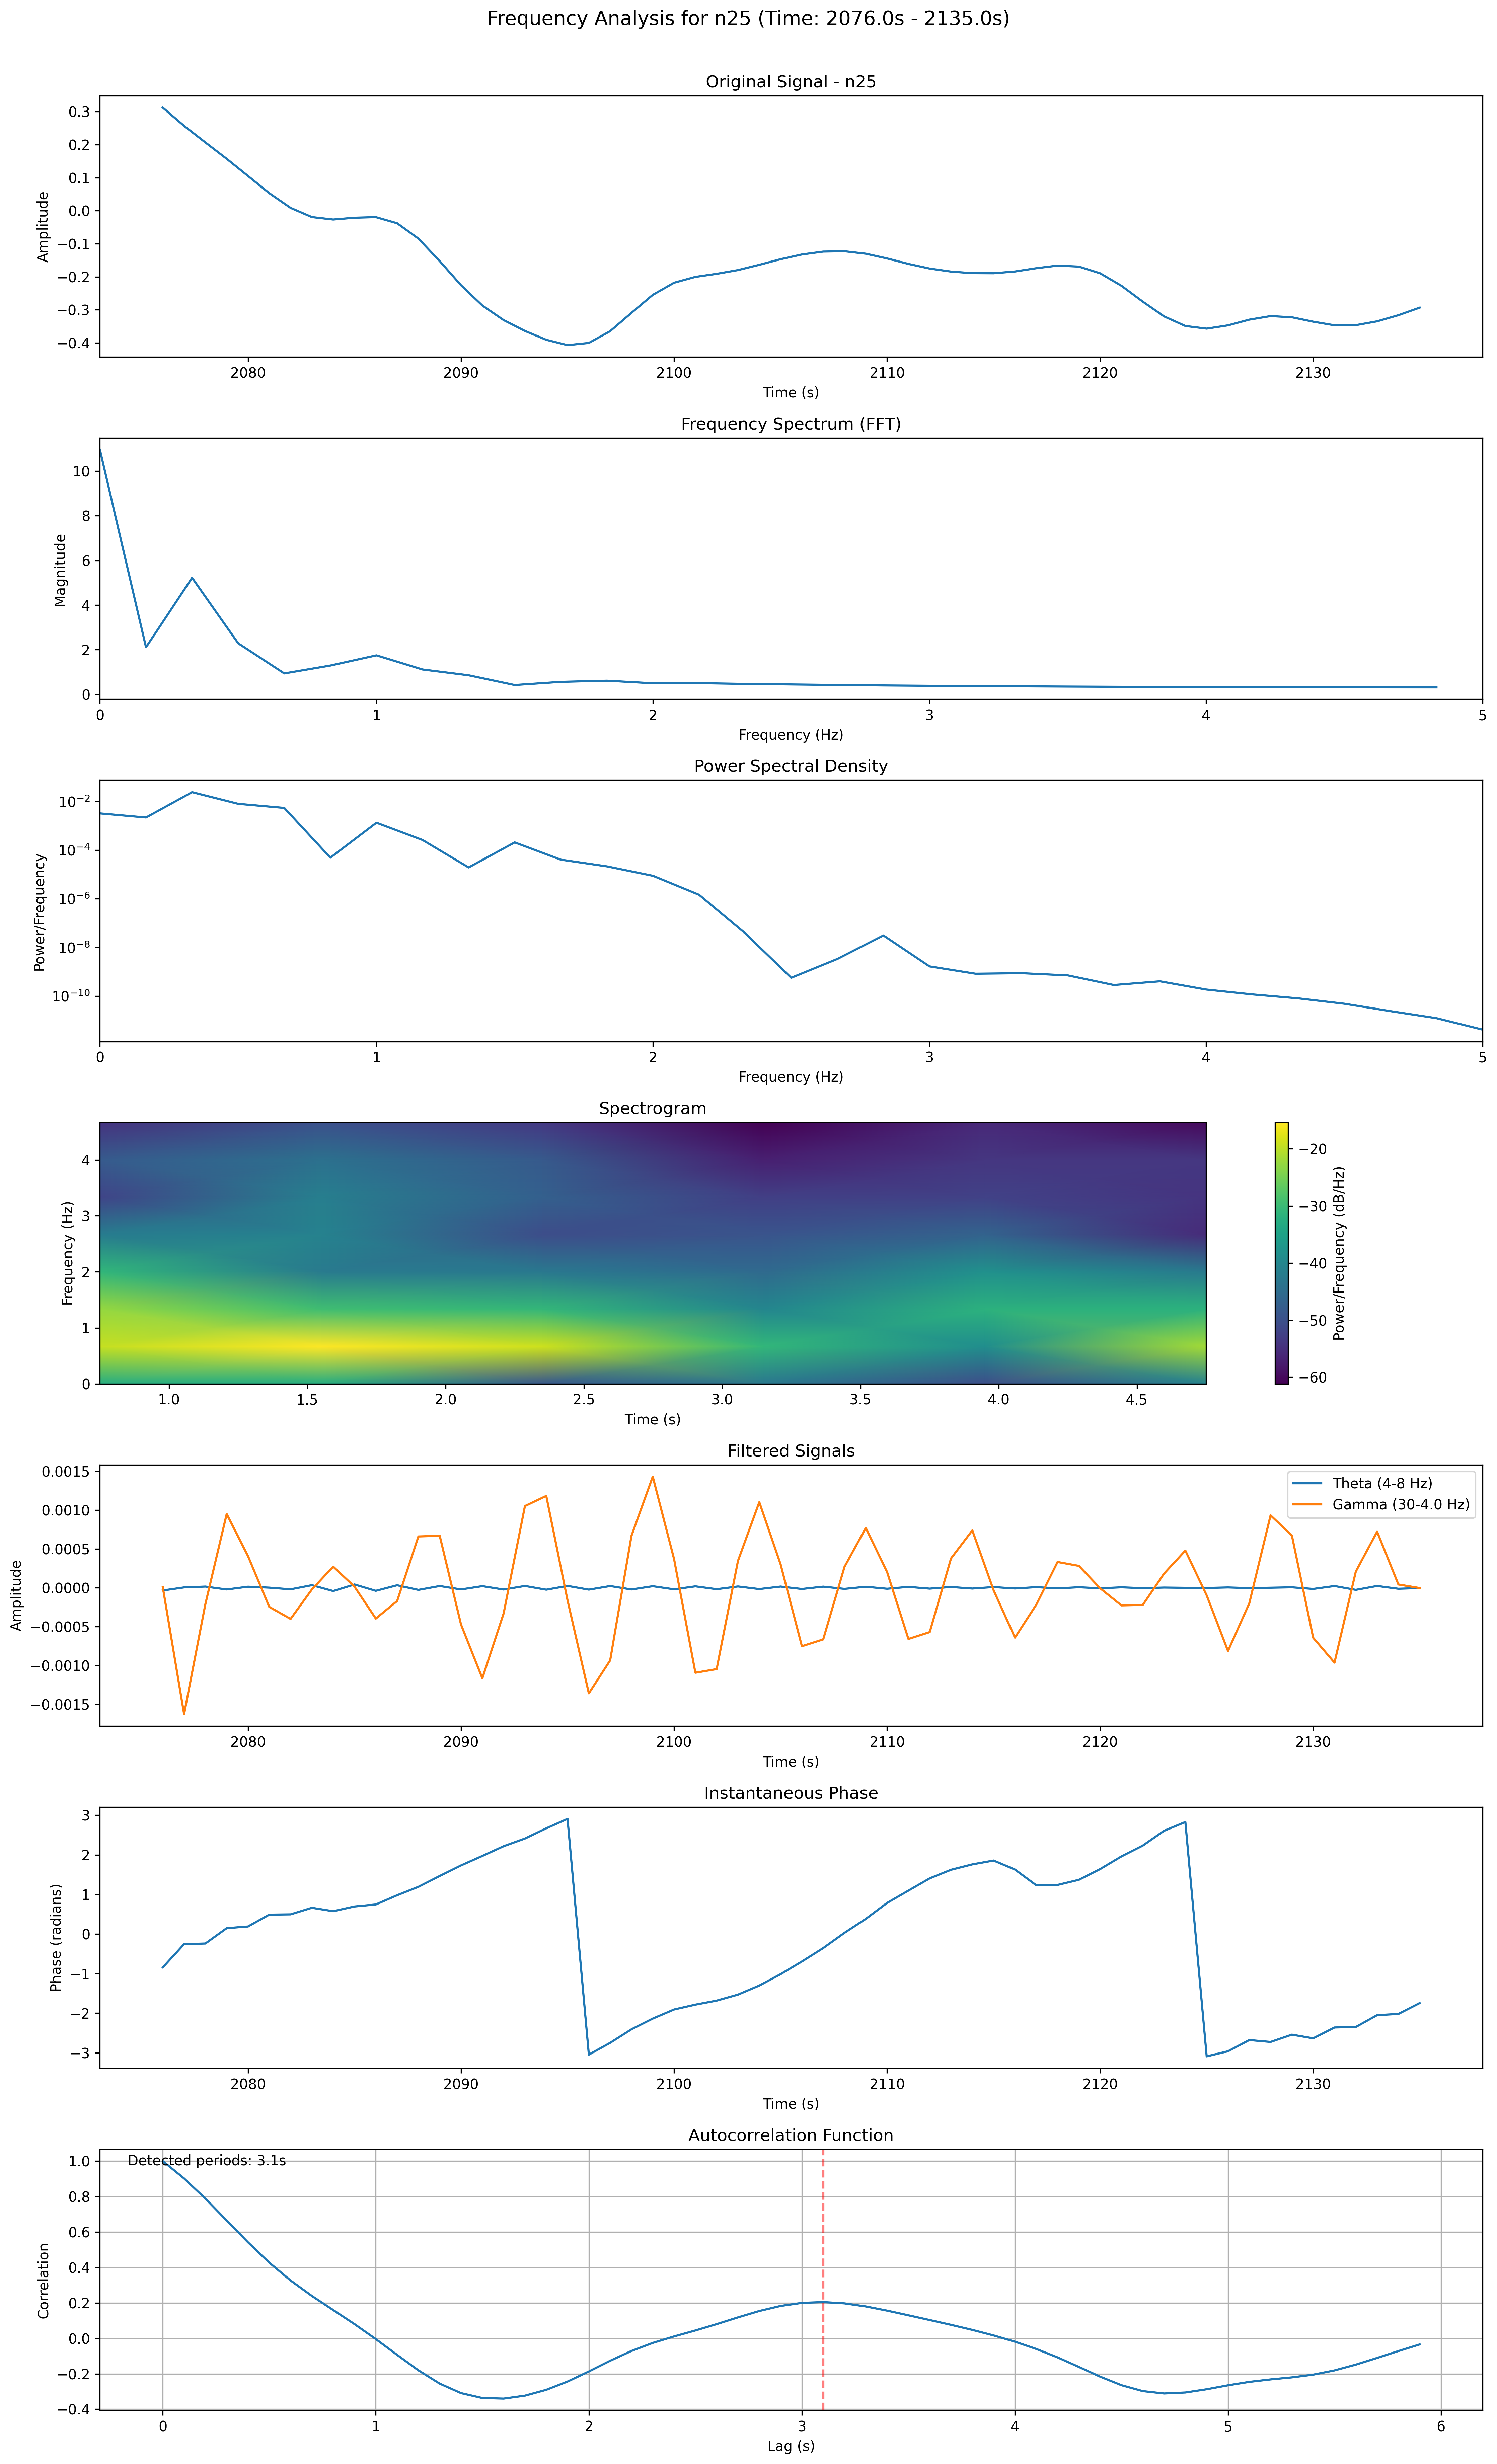 Frequency Analysis for n25 (Time: 2076.0s - 2135.0s)
Original Signal - n25
Amplitude
0.3
0.2
0.1
0.0
−0.1
−0.2
−0.3
−0.4
2080 2090 2100 2110 2120 2130
Time (s)
Frequency Spectrum (FFT)
Magnitude
10
8
6
4
2
0
0 1 2 3 4 5
Frequency (Hz)
Power Spectral Density
Power/Frequency
10⁻²
10⁻⁴
10⁻⁶
10⁻⁸
10⁻¹⁰
0 1 2 3 4 5
Frequency (Hz)
Spectrogram
Frequency (Hz)
4
3
2
1
0
1.0 1.5 2.0 2.5 3.0 3.5 4.0 4.5
Time (s)
−20
−30
−40
−50
−60
Power/Frequency (dB/Hz)
Filtered Signals
Amplitude
0.0015
0.0010
0.0005
0.0000
−0.0005
−0.0010
−0.0015
Theta (4-8 Hz)
Gamma (30-4.0 Hz)
2080 2090 2100 2110 2120 2130
Time (s)
Instantaneous Phase
Phase (radians)
3
2
1
0
−1
−2
−3
2080 2090 2100 2110 2120 2130
Time (s)
Autocorrelation Function
Detected periods: 3.1s
Correlation
1.0
0.8
0.6
0.4
0.2
0.0
−0.2
−0.4
0 1 2 3 4 5 6
Lag (s)